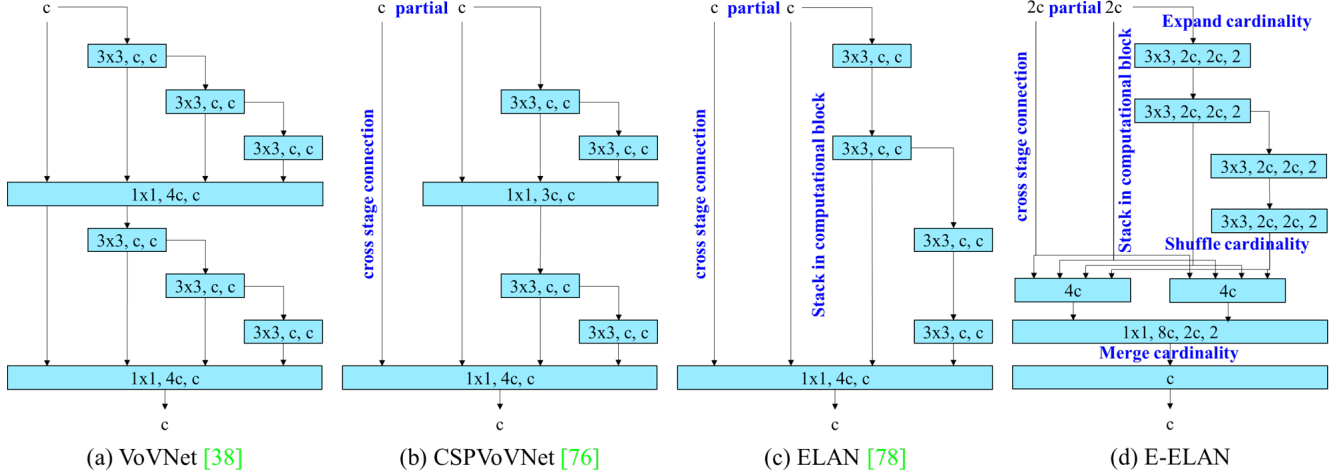 c
3x3, c, c
3x3, c, c
3x3, c, c
1x1, 4c, c
3x3, c, c
3x3, c, c
3x3, c, c
1x1, 4c, c
c
(a) VoVNet [38]
c partial c
cross stage connection
3x3, c, c
3x3, c, c
1x1, 3c, c
3x3, c, c
3x3, c, c
1x1, 4c, c
c
(b) CSPVoVNet [76]
c partial c
cross stage connection
Stack in computational block
3x3, c, c
3x3, c, c
3x3, c, c
3x3, c, c
1x1, 4c, c
c
(c) ELAN [78]
2c partial 2c
Expand cardinality
cross stage connection
Stack in computational block
3x3, 2c, 2c, 2
3x3, 2c, 2c, 2
3x3, 2c, 2c, 2
3x3, 2c, 2c, 2
Shuffle cardinality
4c
4c
1x1, 8c, 2c, 2
Merge cardinality
c
(d) E-ELAN